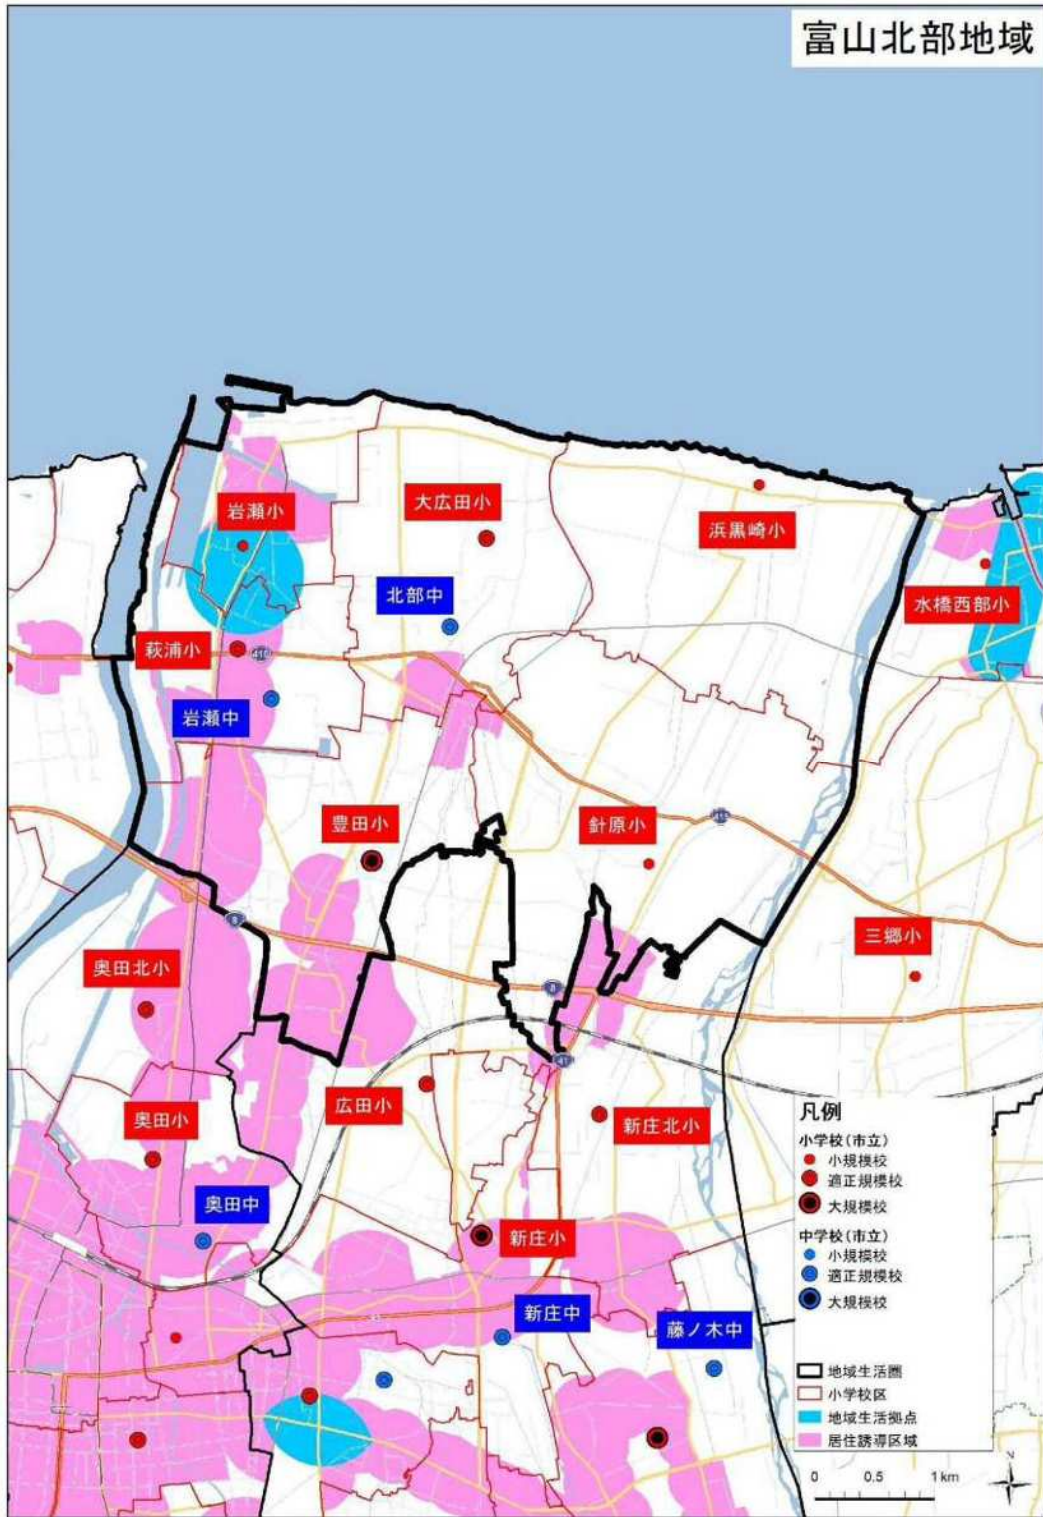 富山北部地域
岩瀬小
大広田小
浜黒崎小
北部中
水橋西部小
萩浦小
410
岩瀬中
豊田小
針原小
415
8
三郷小
奥田北小
8
41
広田小
新庄北小
奥田小
奥田中
新庄小
新庄中
藤ノ木中
凡例
小学校(市立)
小規模校
適正規模校
大規模校
中学校(市立)
小規模校
適正規模校
大規模校
地域生活圏
小学校区
地域生活拠点
居住誘導区域
0 0.5 1km